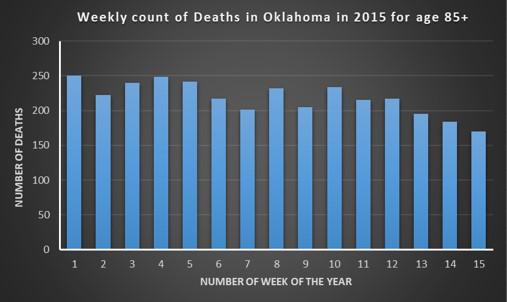 Weekly count of Deaths in Oklahoma in 2015 for age 85+
300
250
200
150
100
50
0
NUMBER OF DEATHS
1 2 3 4 5 6 7 8 9 10 11 12 13 14 15
NUMBER OF WEEK OF THE YEAR